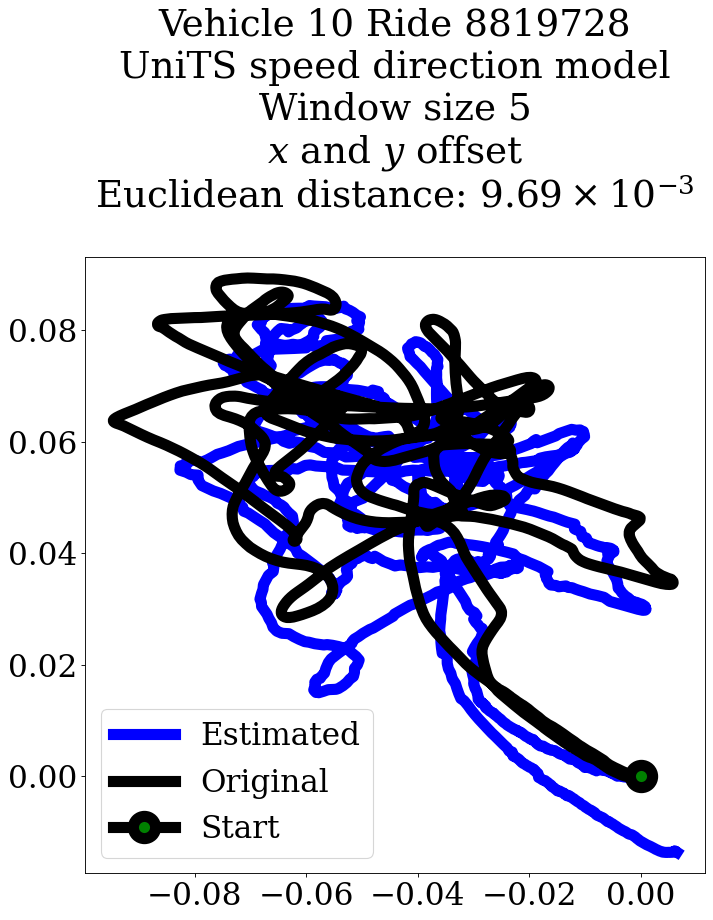 Vehicle 10 Ride 8819728
UniTS speed direction model
Window size 5
x and y offset
Euclidean distance: 9.69 × 10⁻³
0.08
0.06
0.04
0.02
0.00
Estimated
Original
Start
−0.08 −0.06 −0.04 −0.02 0.00